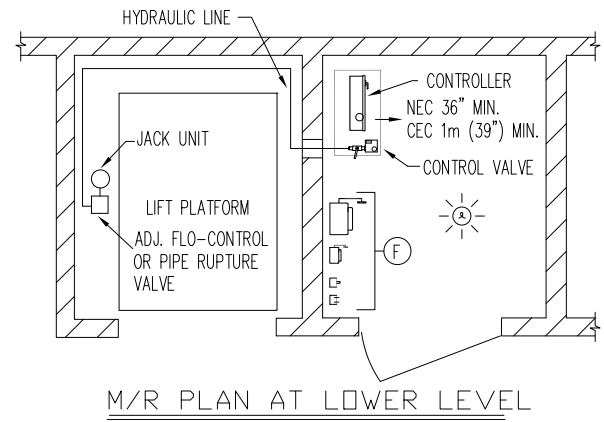 HYDRAULIC LINE
CONTROLLER
NEC 36" MIN.
CEC 1m (39") MIN.
JACK UNIT
CONTROL VALVE
LIFT PLATFORM
ADJ. FLO-CONTROL
OR PIPE RUPTURE
VALVE
F
M/R PLAN AT LOWER LEVEL